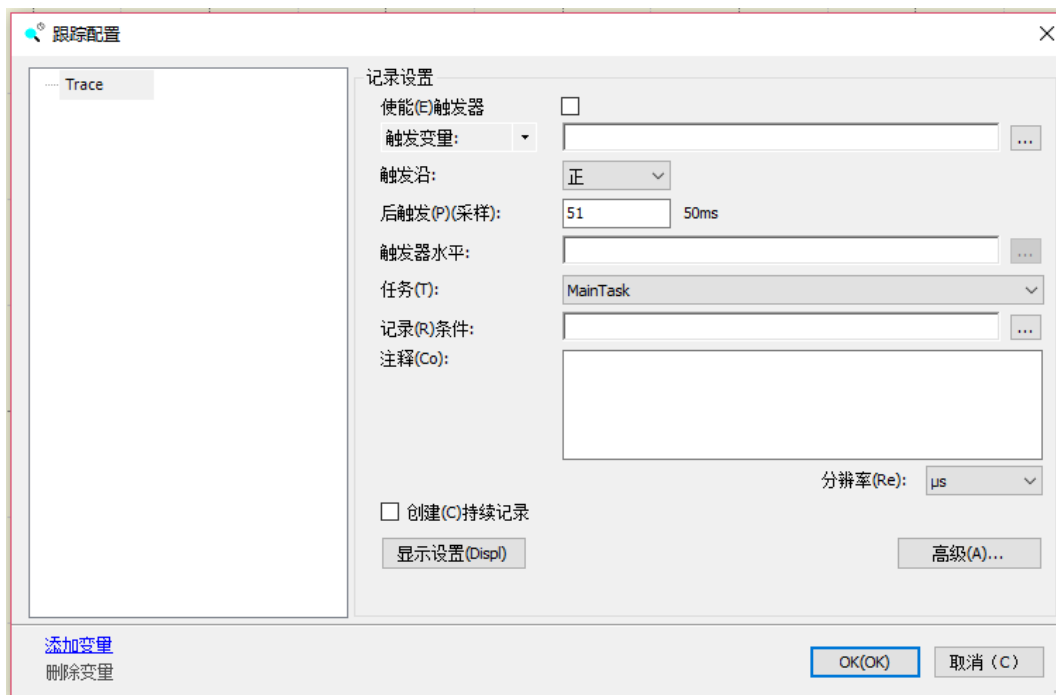 跟踪配置
Trace
记录设置
使能(E)触发器
触发变量:
...
触发沿:
正
后触发(P)(采样):
51
50ms
触发器水平:
...
任务(T):
MainTask
记录(R)条件:
...
注释(Co):
分辨率(Re):
µs
创建(C)持续记录
显示设置(Displ)
高级(A)...
添加变量
删除变量
OK(OK)
取消（C）